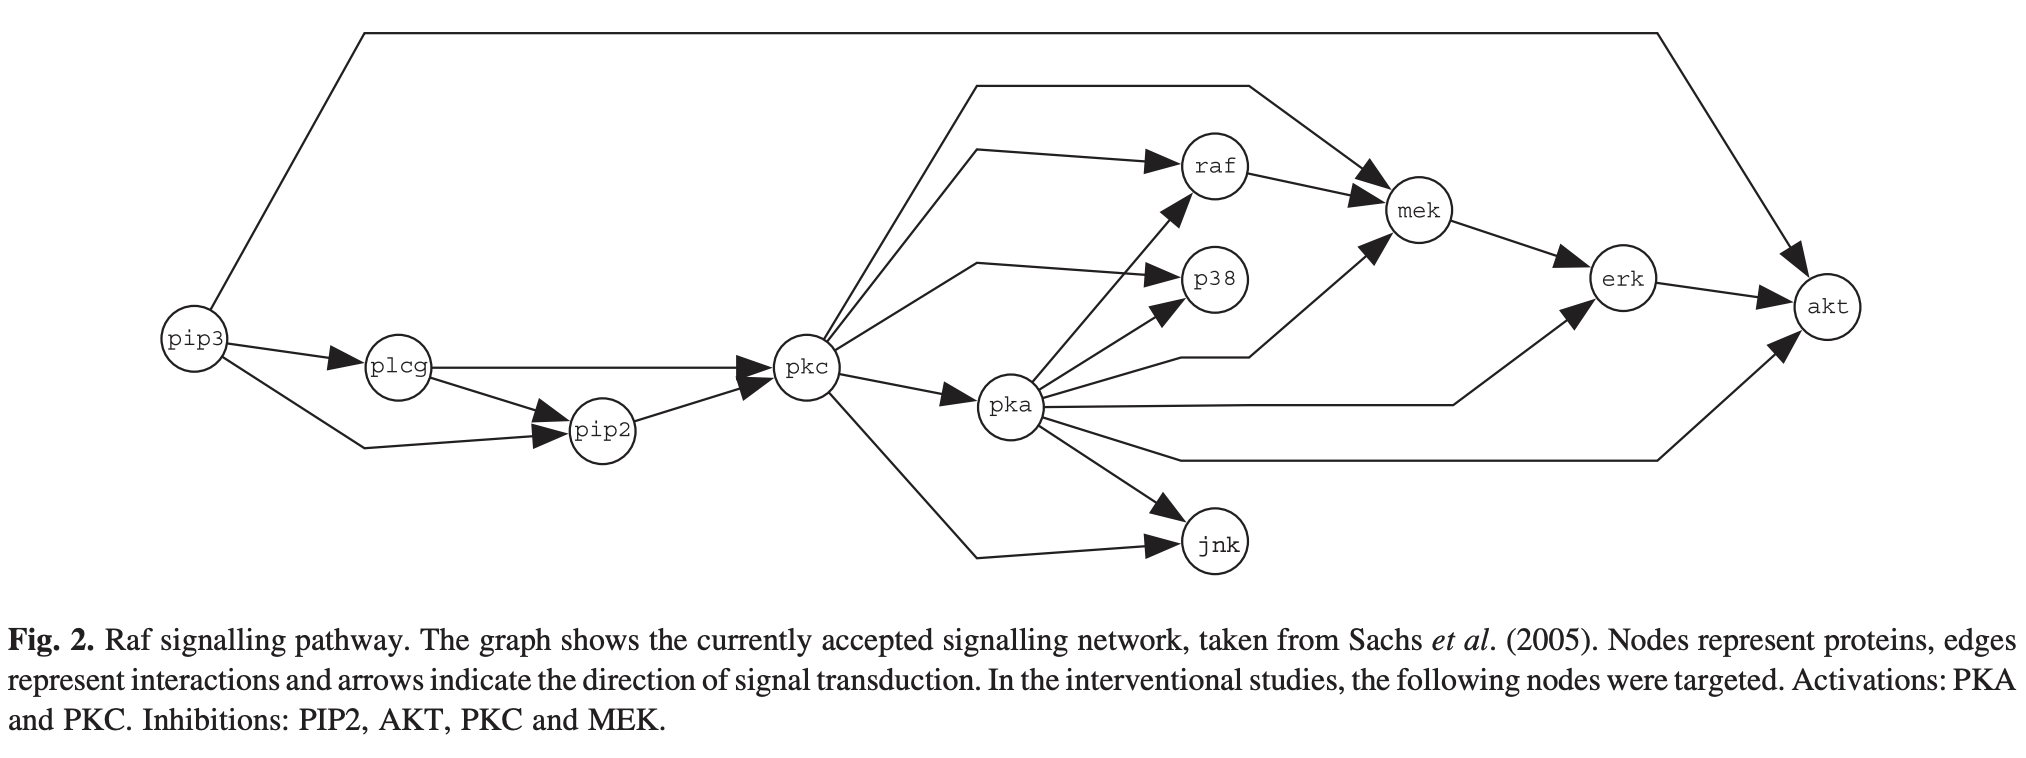 raf
mek
p38
erk
akt
pip3
plcg
pkc
pka
pip2
jnk
Fig. 2. Raf signalling pathway. The graph shows the currently accepted signalling network, taken from Sachs et al. (2005). Nodes represent proteins, edges
represent interactions and arrows indicate the direction of signal transduction. In the interventional studies, the following nodes were targeted. Activations: PKA
and PKC. Inhibitions: PIP2, AKT, PKC and MEK.